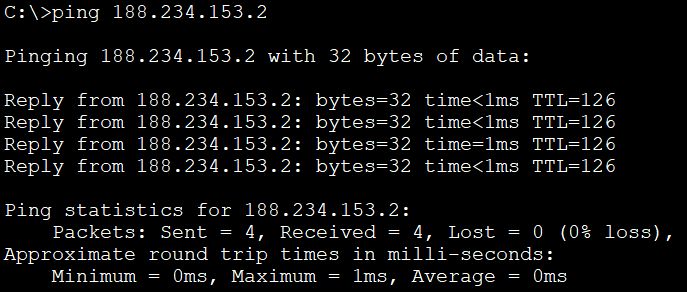 C:\>ping 188.234.153.2
Pinging 188.234.153.2 with 32 bytes of data:
Reply from 188.234.153.2: bytes=32 time<1ms TTL=126
Reply from 188.234.153.2: bytes=32 time<1ms TTL=126
Reply from 188.234.153.2: bytes=32 time=1ms TTL=126
Reply from 188.234.153.2: bytes=32 time<1ms TTL=126
Ping statistics for 188.234.153.2:
    Packets: Sent = 4, Received = 4, Lost = 0 (0% loss),
Approximate round trip times in milli-seconds:
    Minimum = 0ms, Maximum = 1ms, Average = 0ms